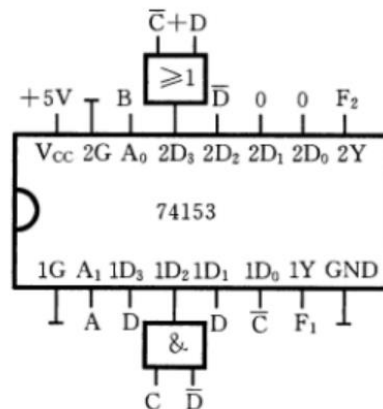 C̅+D
≥1
+5V B D̅ 0 0 F₂
V_CC 2G A₀ 2D₃ 2D₂ 2D₁ 2D₀ 2Y
74153
1G A₁ 1D₃ 1D₂ 1D₁ 1D₀ 1Y GND
A D & D C̅ F₁
C D̅